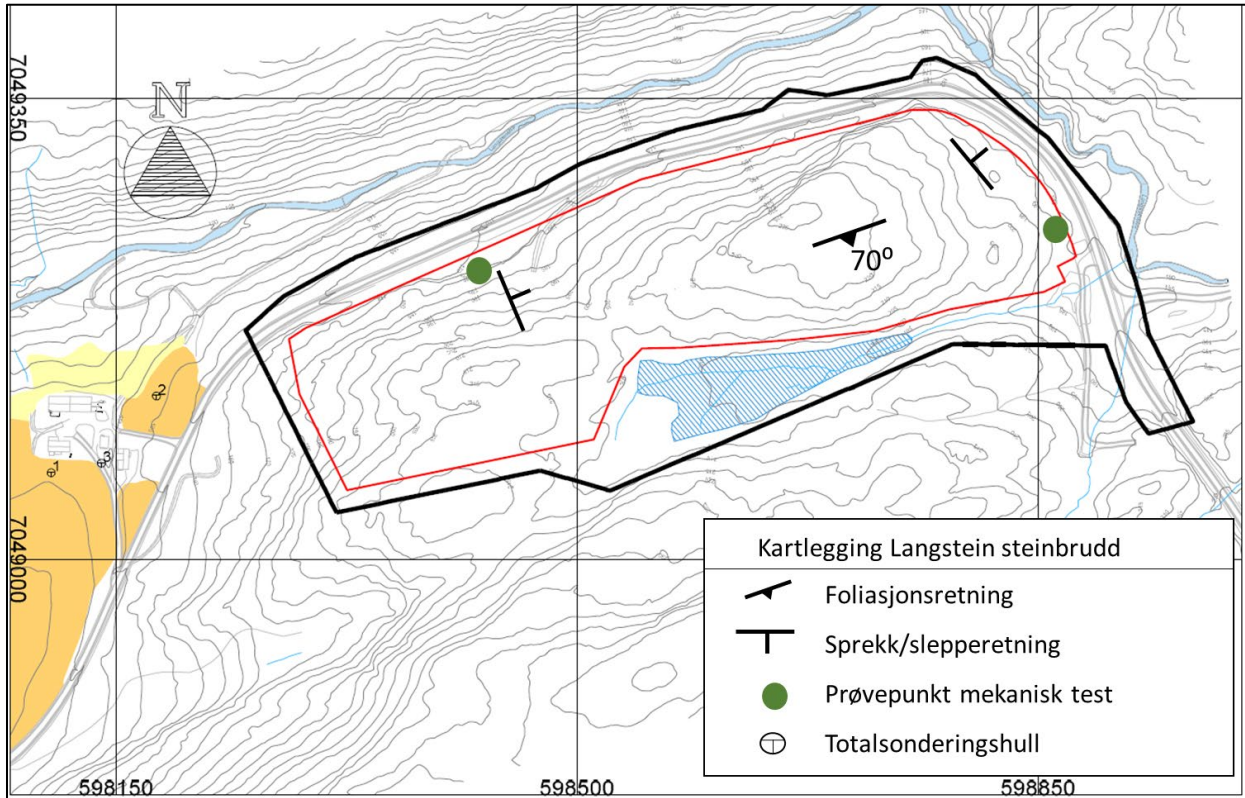 7049350
N
70º
2
1
3
7049000
Kartlegging Langstein steinbrudd
Foliasjonsretning
Sprekk/slepperetning
Prøvepunkt mekanisk test
Totalsonderingshull
598150
598500
598850